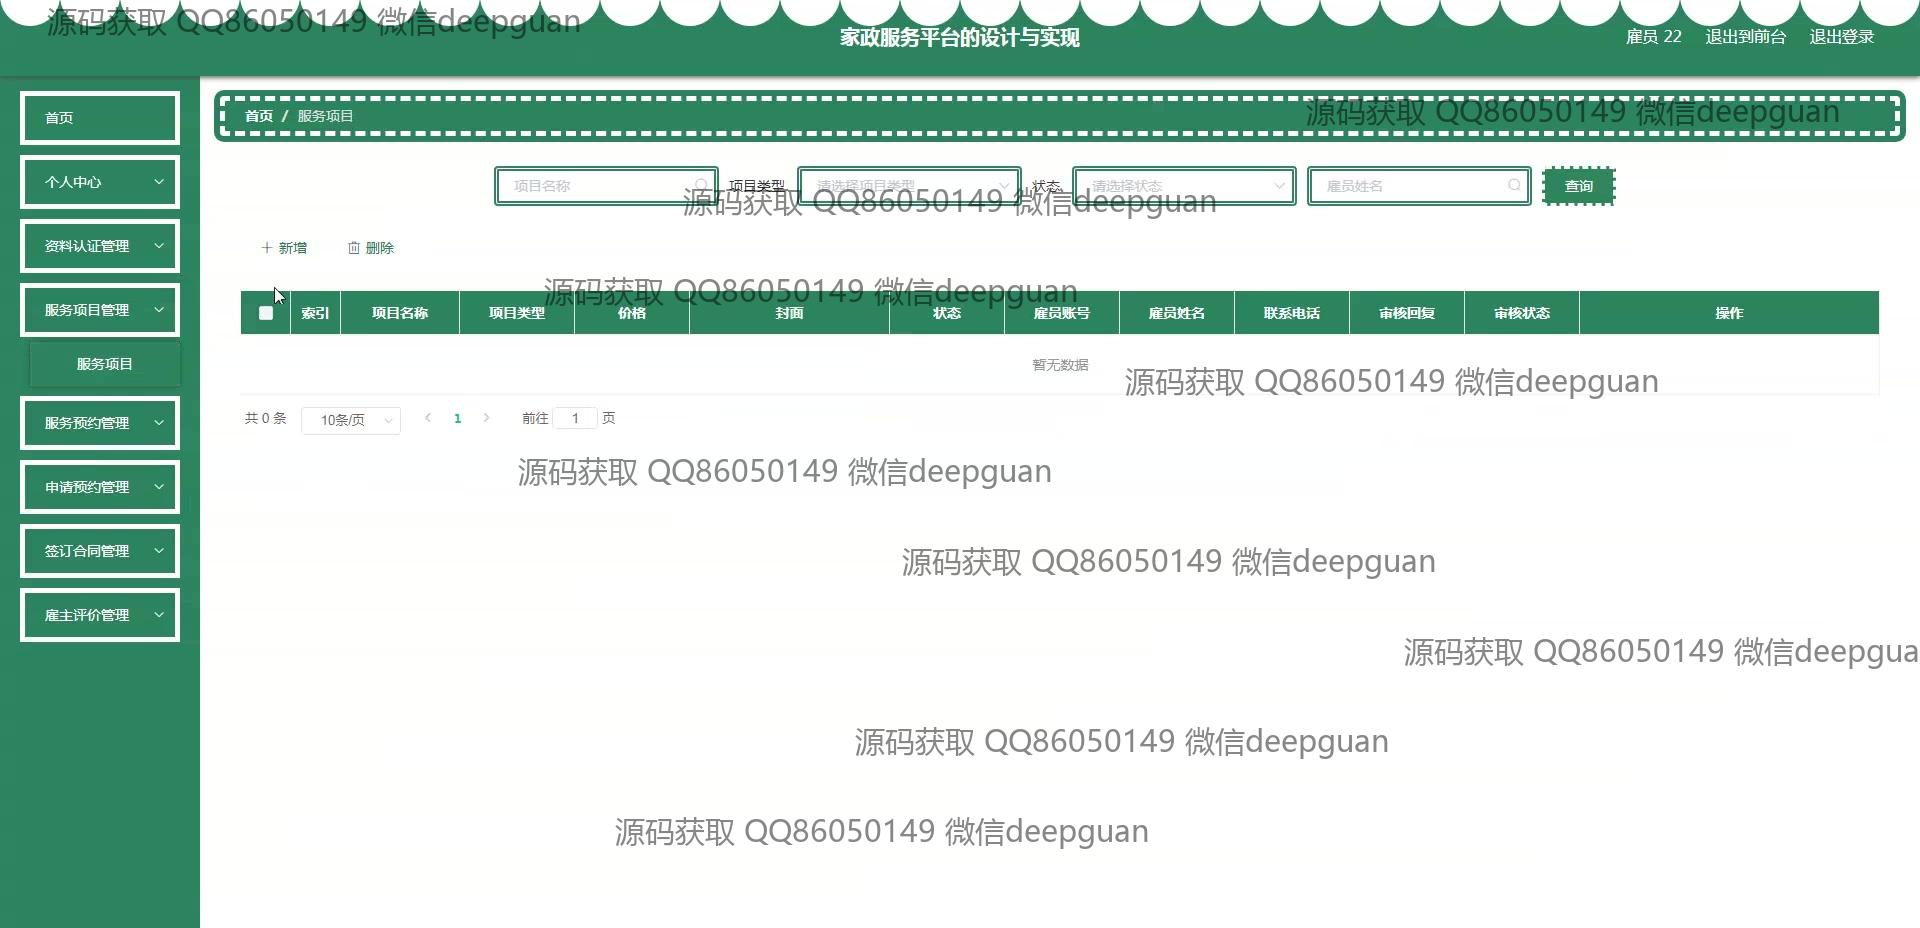 源码获取 QQ86050149 微信deepguan
家政服务平台的设计与实现
雇员 22 退出到前台 退出登录
首页
个人中心
资料认证管理
服务项目管理
服务项目
服务预约管理
申请预约管理
签订合同管理
雇主评价管理
首页 / 服务项目
源码获取 QQ86050149 微信deepguan
项目名称 项目类型 请选择项目类型 状态 请选择状态 雇员姓名 查询
源码获取 QQ86050149 微信deepguan
新增 删除
源码获取 QQ86050149 微信deepguan
索引 项目名称 项目类型 价格 封面 状态 雇员账号 雇员姓名 联系电话 审核回复 审核状态 操作
暂无数据
源码获取 QQ86050149 微信deepguan
共 0 条 10条/页 1 前往 1 页
源码获取 QQ86050149 微信deepguan
源码获取 QQ86050149 微信deepguan
源码获取 QQ86050149 微信deepgua
源码获取 QQ86050149 微信deepguan
源码获取 QQ86050149 微信deepguan